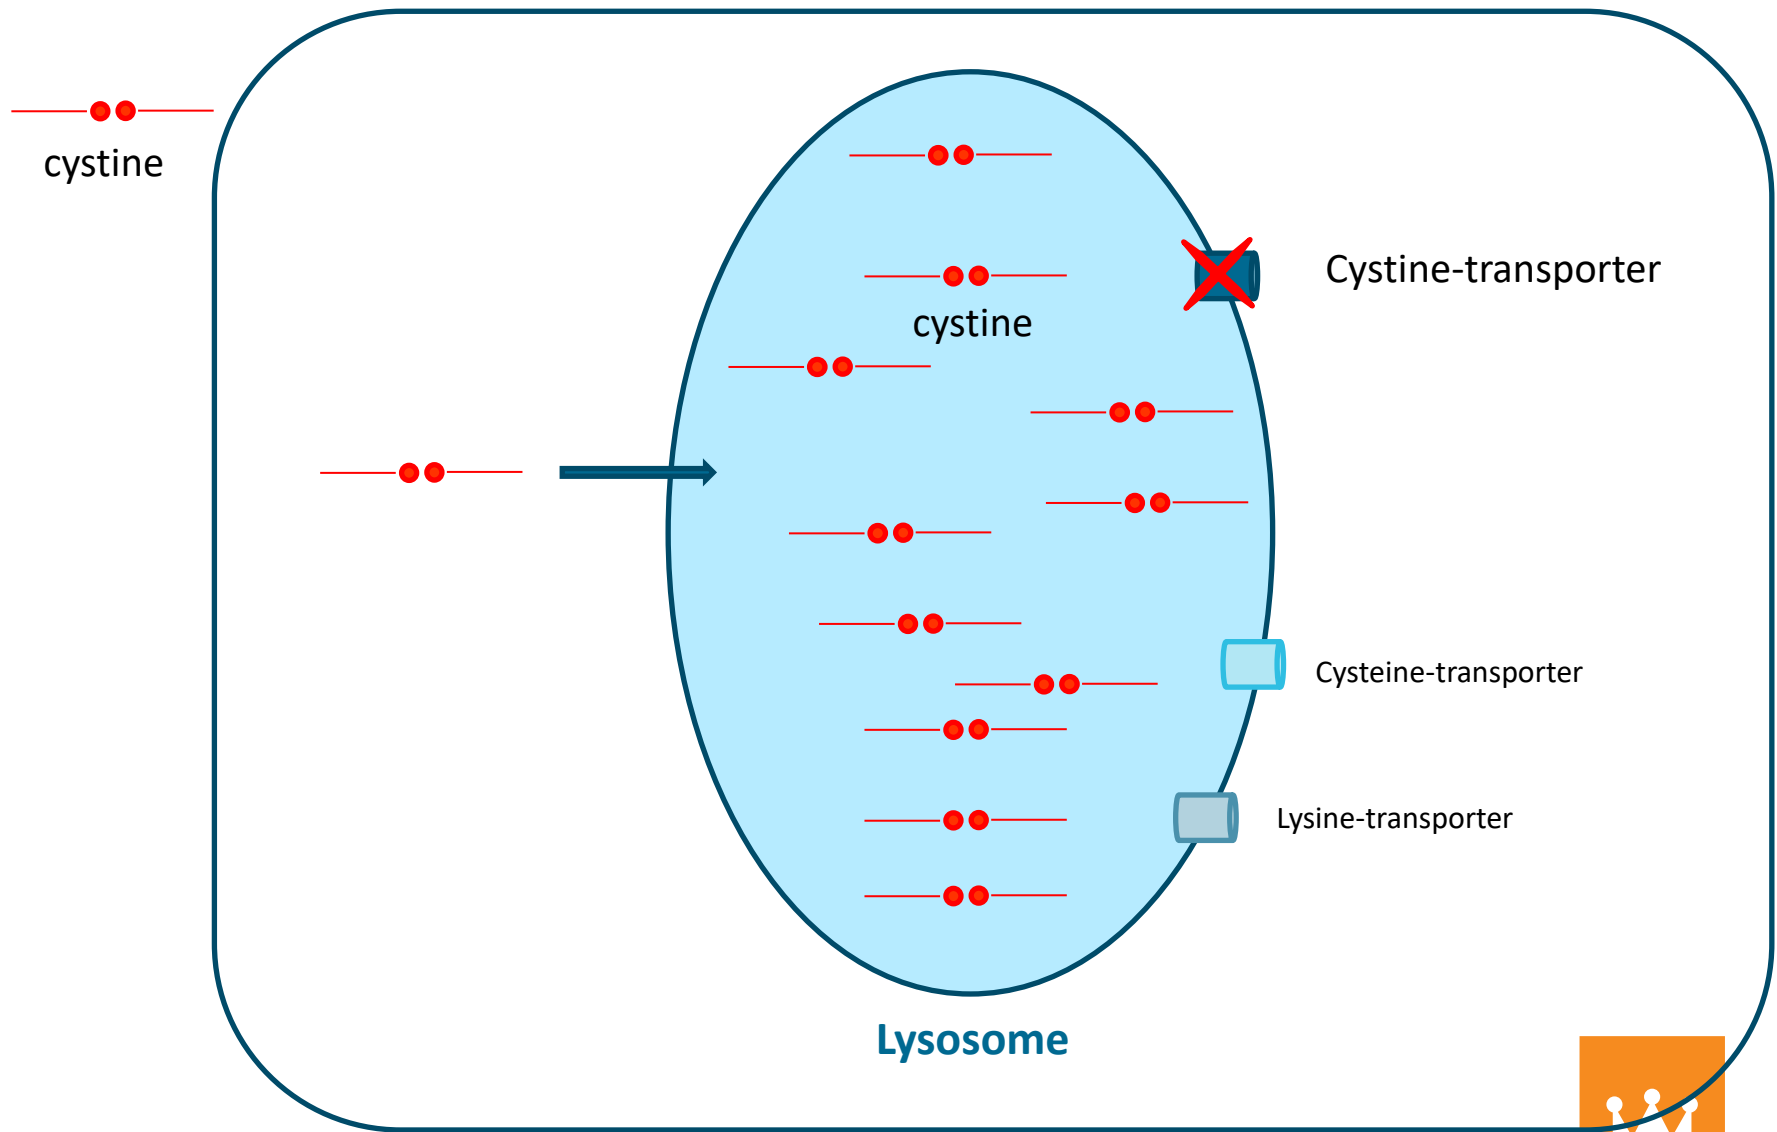 cystine
cystine
Cystine-transporter
Cysteine-transporter
Lysine-transporter
Lysosome